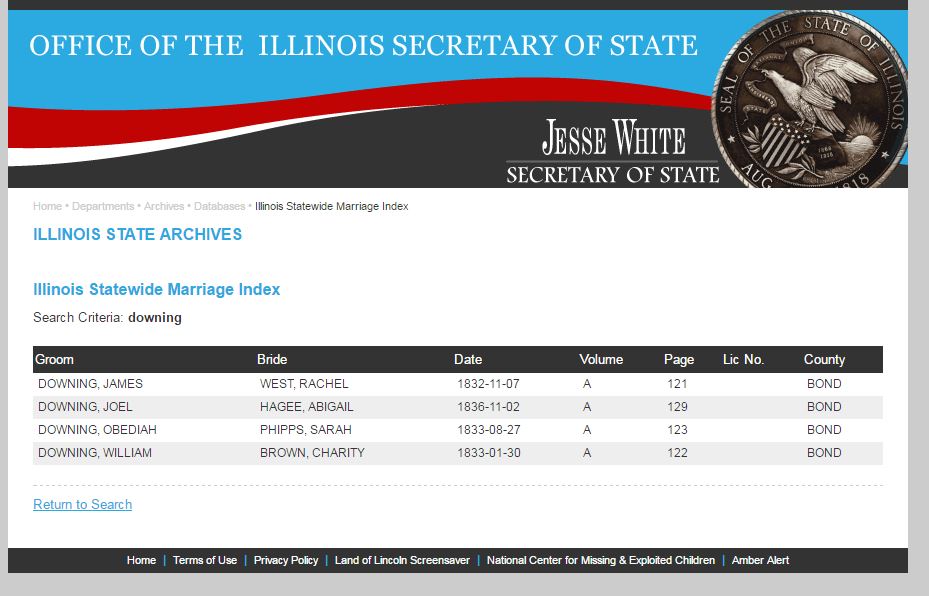 OFFICE OF THE ILLINOIS SECRETARY OF STATE
SEAL OF THE STATE OF ILLINOIS
AUG 1818
JESSE WHITE
SECRETARY OF STATE
Home • Departments • Archives • Databases • Illinois Statewide Marriage Index
ILLINOIS STATE ARCHIVES
Illinois Statewide Marriage Index
Search Criteria: downing
Groom Bride Date Volume Page Lic No. County
DOWNING, JAMES WEST, RACHEL 1832-11-07 A 121 BOND
DOWNING, JOEL HAGEE, ABIGAIL 1836-11-02 A 129 BOND
DOWNING, OBEDIAH PHIPPS, SARAH 1833-08-27 A 123 BOND
DOWNING, WILLIAM BROWN, CHARITY 1833-01-30 A 122 BOND
Return to Search
Home | Terms of Use | Privacy Policy | Land of Lincoln Screensaver | National Center for Missing & Exploited Children | Amber Alert